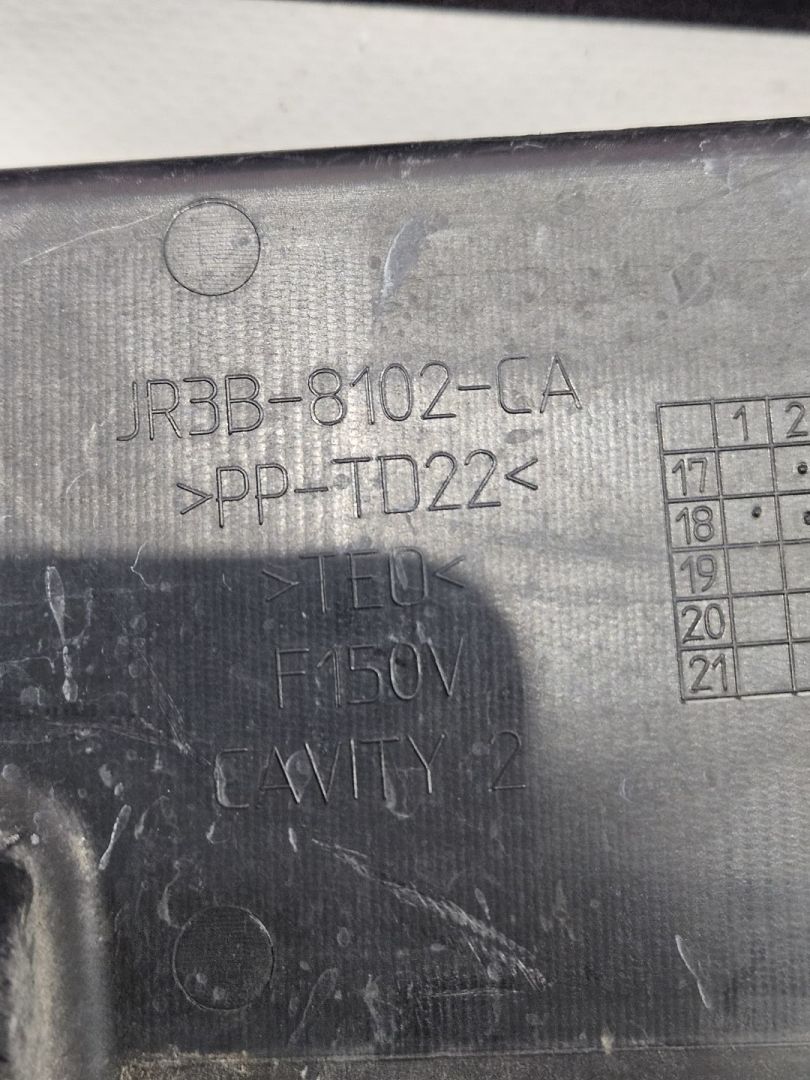 JR3B-8102-CA
>PP-TD22<
>TEO<
F150V
CAVITY 2
1 2
17
18
19
20
21